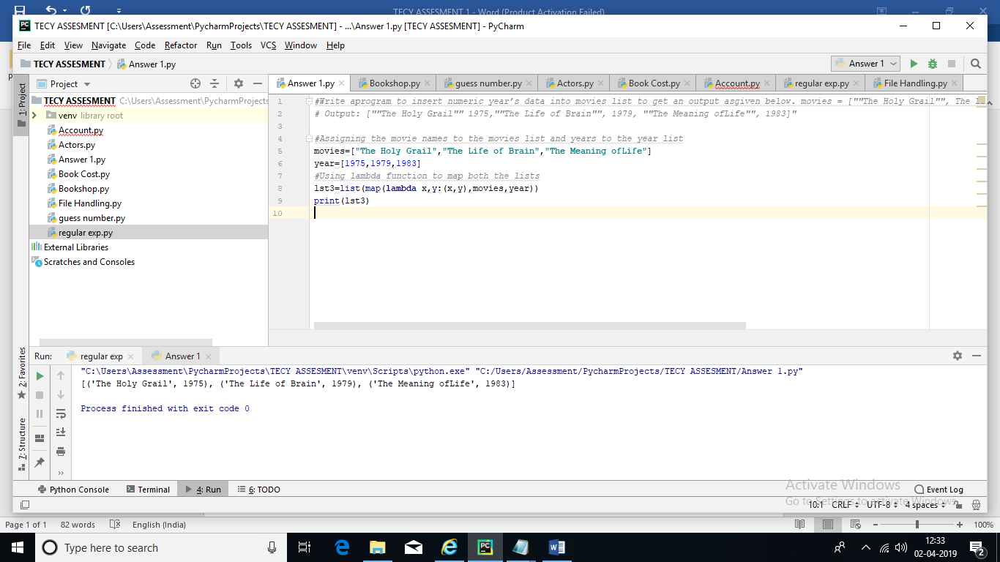 TECY ASSESMENT 1 - Word (Product Activation Failed)
PC TECY ASSESMENT [C:\Users\Assessment\PycharmProjects\TECY ASSESMENT] - ...\Answer 1.py [TECY ASSESMENT] - PyCharm
File Edit View Navigate Code Refactor Run Tools VCS Window Help
TECY ASSESMENT Answer 1.py Answer 1
1: Project
Project
Answer 1.py Bookshop.py guess number.py Actors.py Book Cost.py Account.py regular exp.py File Handling.py
TECY ASSESMENT C:\Users\Assessment\PycharmProjects
venv library root
Account.py
Actors.py
Answer 1.py
Book Cost.py
Bookshop.py
File Handling.py
guess number.py
regular exp.py
External Libraries
Scratches and Consoles
1 #Write aprogram to insert numeric year's data into movies list to get an output asgiven below. movies = [""The Holy Grail"", The
2 # Output: [""The Holy Grail"" 1975,""The Life of Brain"", 1979, ""The Meaning ofLife"", 1983]"
3
4 #Assigning the movie names to the movies list and years to the year list
5 movies=["The Holy Grail","The Life of Brain","The Meaning ofLife"]
6 year=[1975,1979,1983]
7 #Using lambda function to map both the lists
8 lst3=list(map(lambda x,y:(x,y),movies,year))
9 print(lst3)
10
Run: regular exp Answer 1
2: Favorites
7: Structure
"C:\Users\Assessment\PycharmProjects\TECY ASSESMENT\venv\Scripts\python.exe" "C:/Users/Assessment/PycharmProjects/TECY ASSESMENT/Answer 1.py"
[('The Holy Grail', 1975), ('The Life of Brain', 1979), ('The Meaning ofLife', 1983)]
Process finished with exit code 0
Activate Windows
Go to Settings to activate Windows.
Python Console Terminal 4: Run 6: TODO Event Log
10:1 CRLF UTF-8 4 spaces
Page 1 of 1 82 words English (India) 100%
Type here to search
PC
12:33
02-04-2019
2